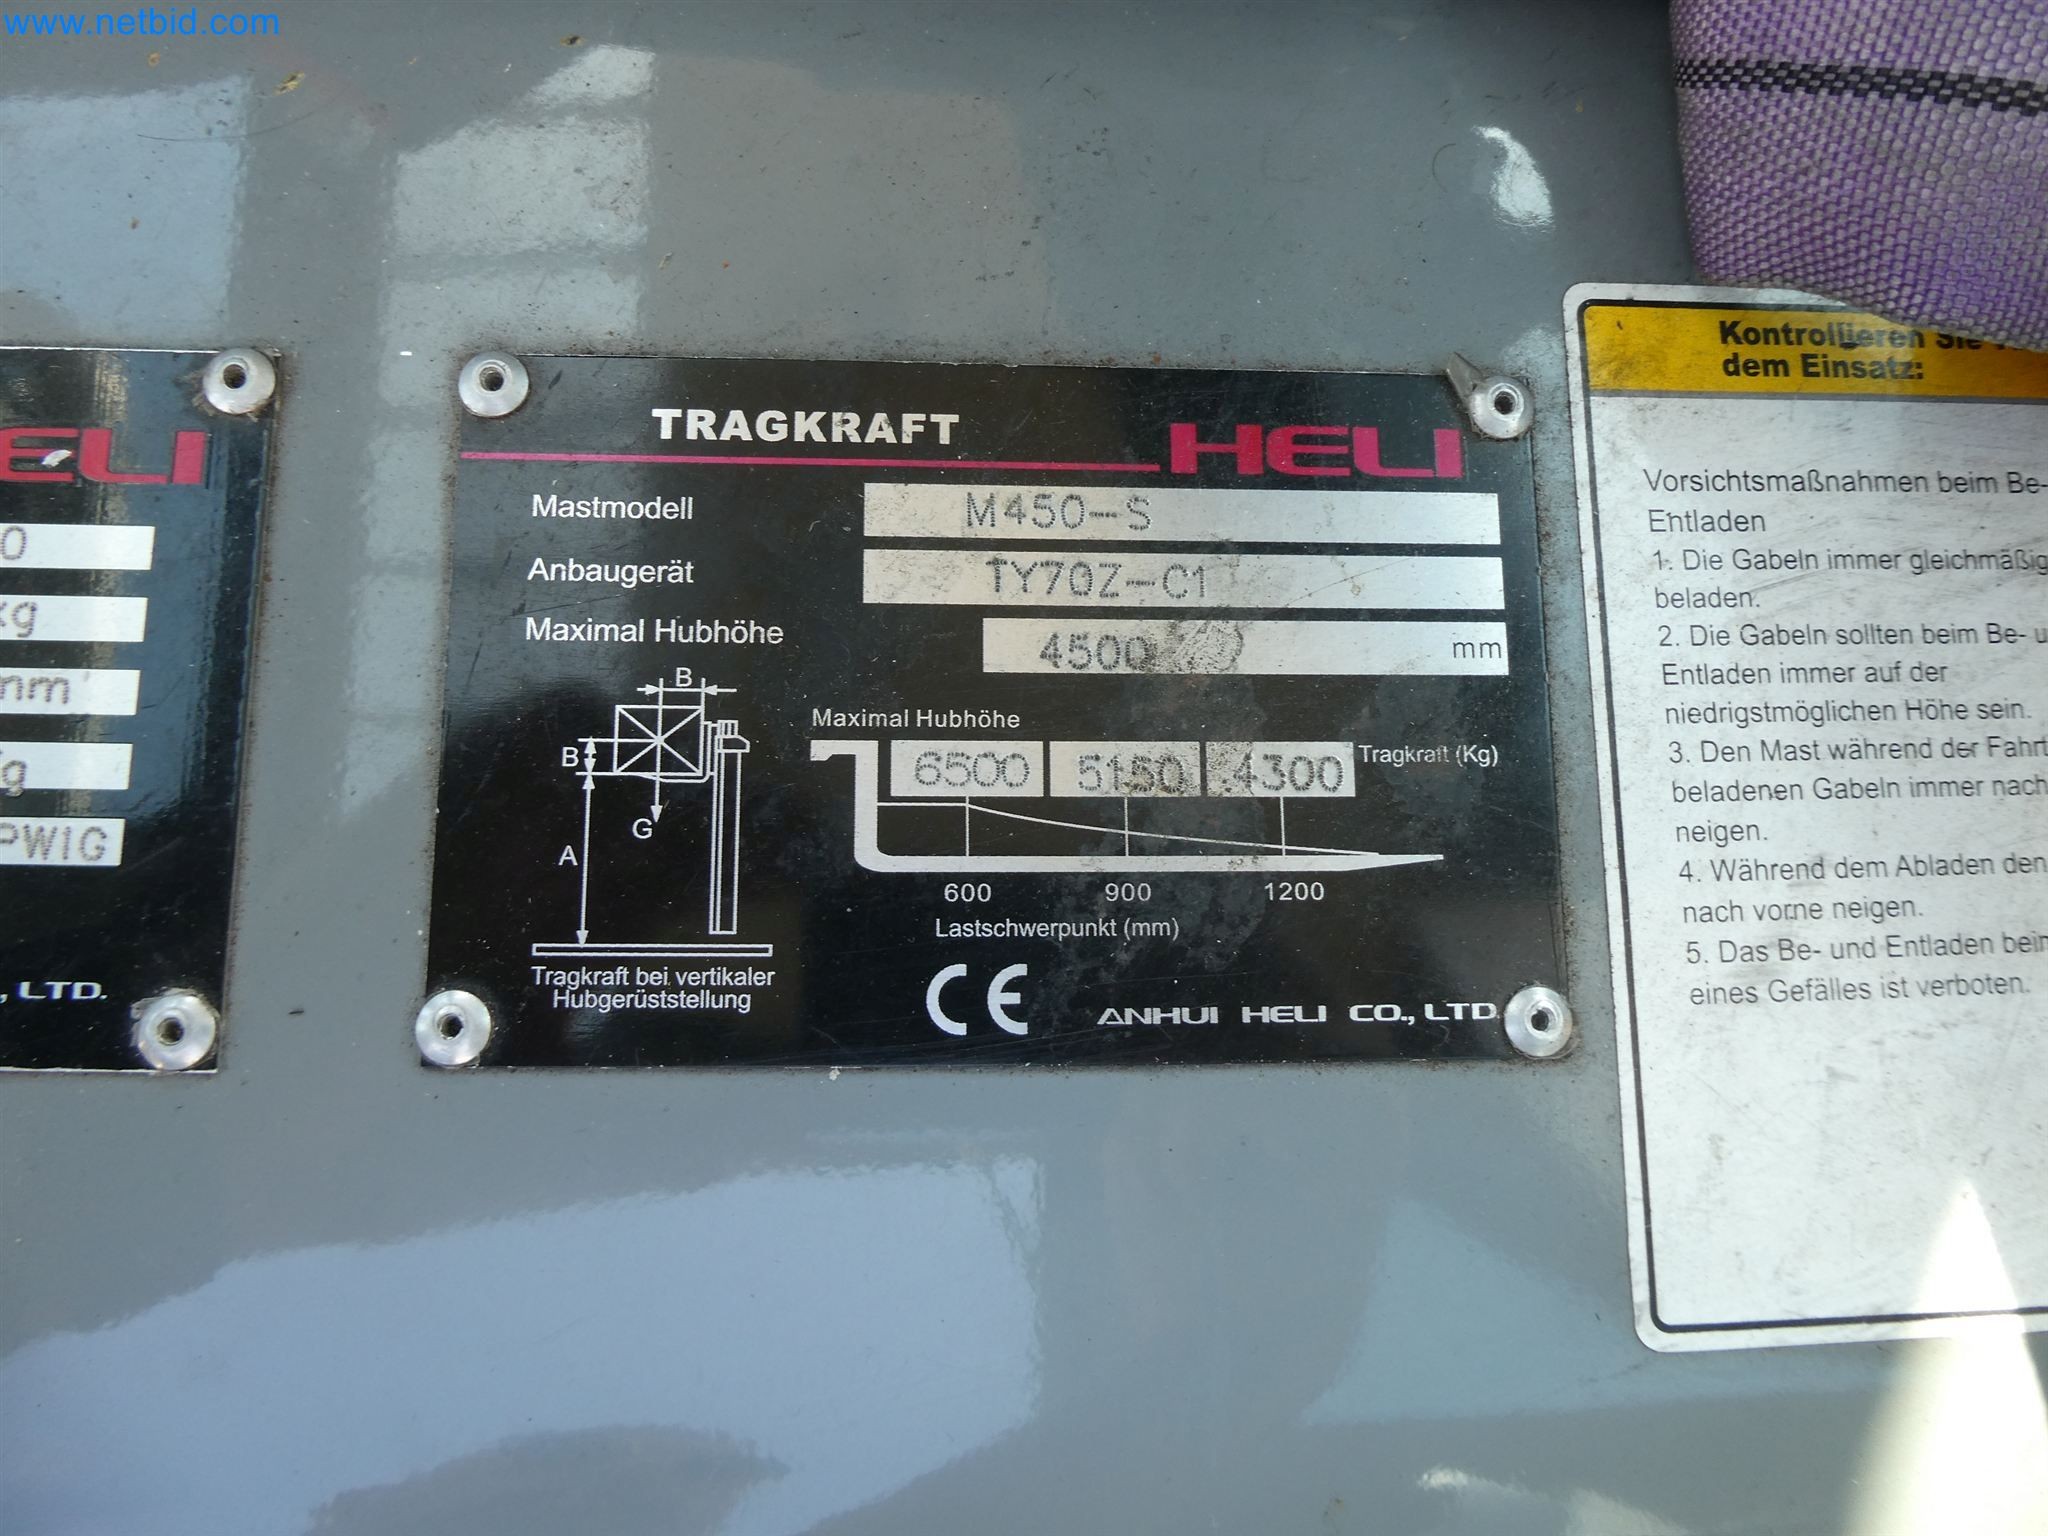 www.netbid.com
HELI
0
kg
mm
g
PW1G
, LTD.
TRAGKRAFT
HELI
Mastmodell M450-S
Anbaugerät TY70Z-C1
Maximal Hubhöhe 4500 mm
B
B
G
A
Tragkraft bei vertikaler
Hubgerüststellung
Maximal Hubhöhe
6500 5150 4300 Tragkraft (Kg)
600 900 1200
Lastschwerpunkt (mm)
CE ANHUI HELI CO., LTD.
Kontrollieren Sie
dem Einsatz:
Vorsichtsmaßnahmen beim Be-
Entladen
1. Die Gabeln immer gleichmäßig
beladen.
2. Die Gabeln sollten beim Be- u
Entladen immer auf der
niedrigstmöglichen Höhe sein.
3. Den Mast während der Fahrt
beladenen Gabeln immer nach
neigen.
4. Während dem Abladen den
nach vorne neigen.
5. Das Be- und Entladen beim
eines Gefälles ist verboten.